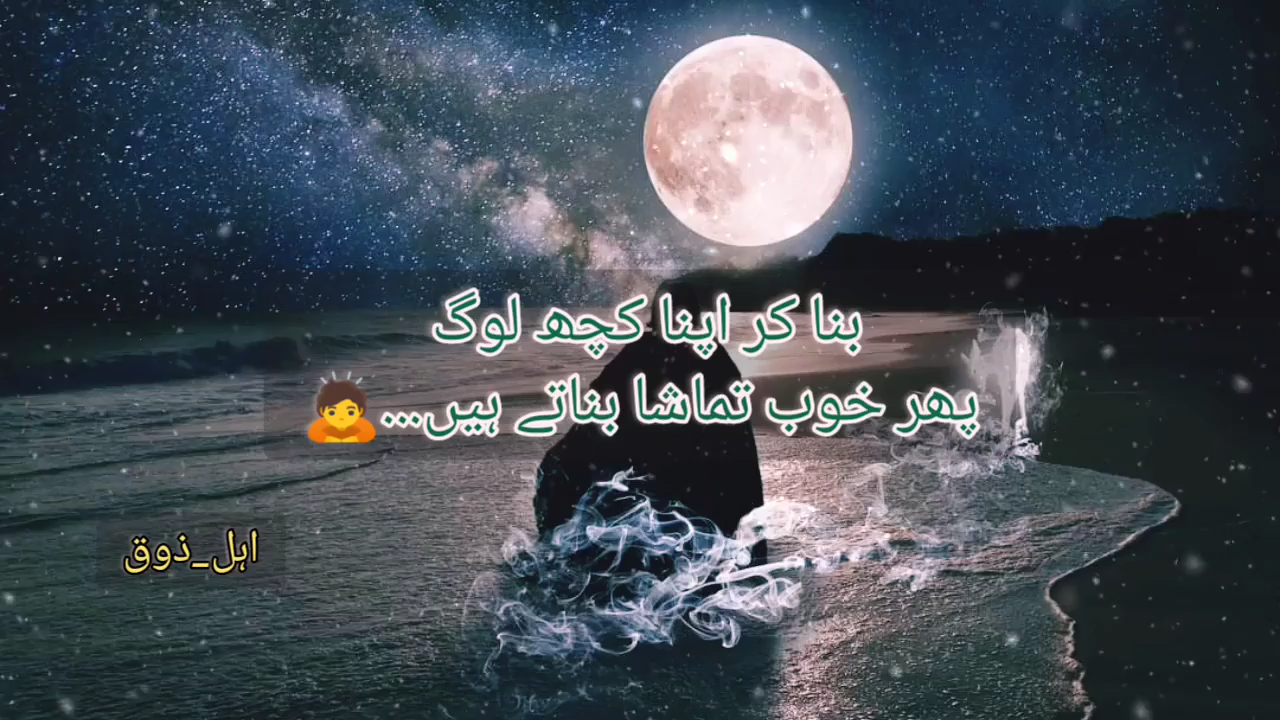 بنا کر اپنا کچھ لوگ
پھر خوب تماشا بناتے ہیں...🙇
اہل_ذوق